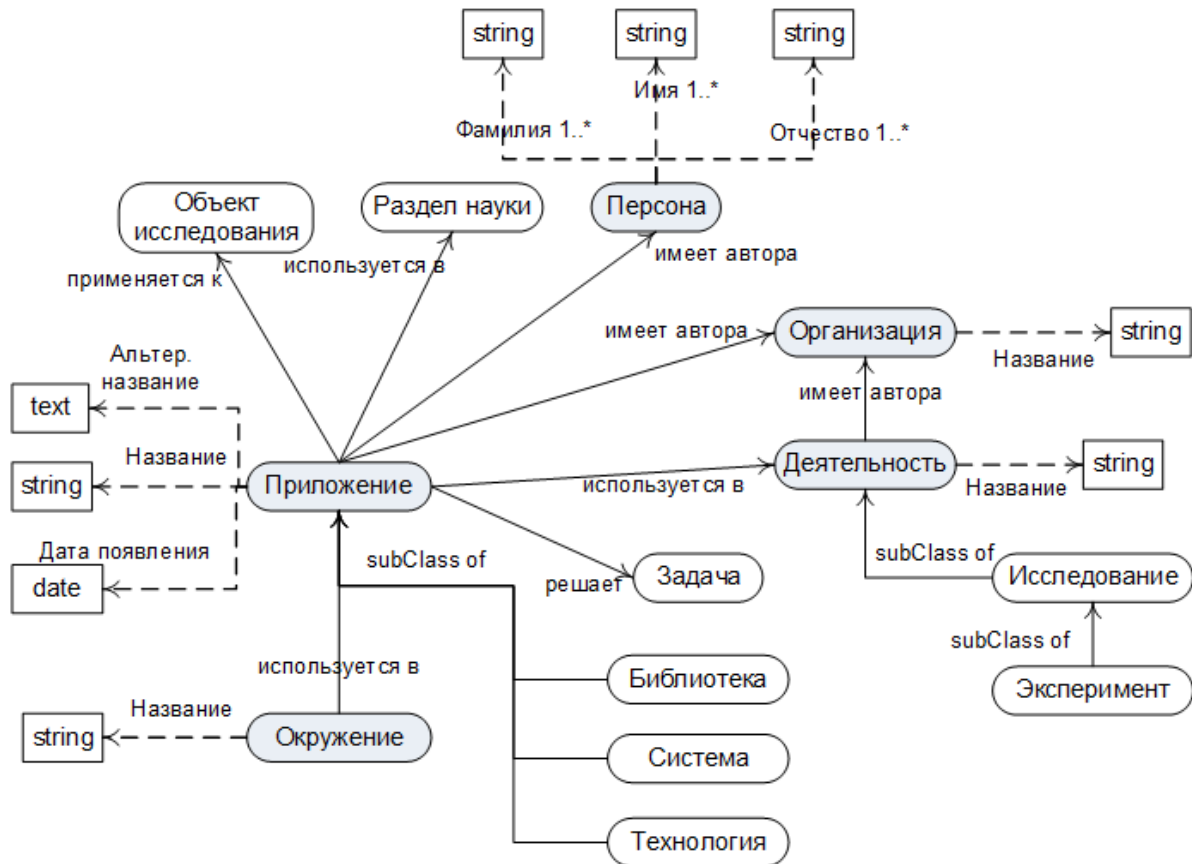 string
string
string
Имя 1..*
Фамилия 1..*
Отчество 1..*
Объект
исследования
Раздел науки
Персона
применяется к
используется в
имеет автора
имеет автора
Организация
string
Название
Альтер.
название
text
имеет автора
Название
string
Приложение
используется в
Деятельность
string
Название
Дата появления
date
subClass of
решает
Задача
subClass of
Исследование
subClass of
используется в
Библиотека
Эксперимент
Название
string
Окружение
Система
Технология